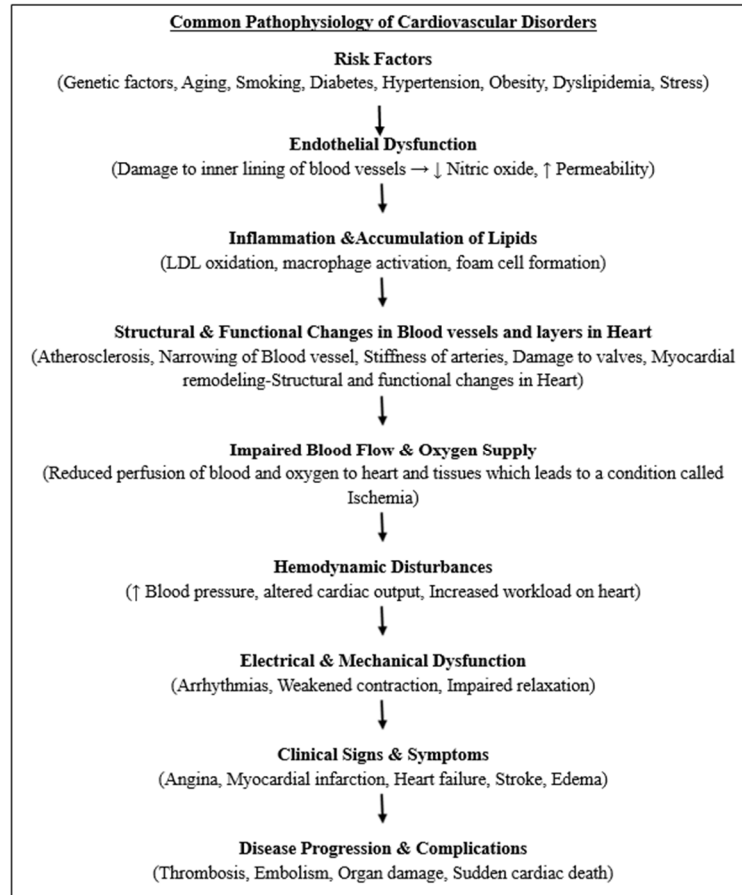 Common Pathophysiology of Cardiovascular Disorders
Risk Factors
(Genetic factors, Aging, Smoking, Diabetes, Hypertension, Obesity, Dyslipidemia, Stress)
Endothelial Dysfunction
(Damage to inner lining of blood vessels → ↓ Nitric oxide, ↑ Permeability)
Inflammation &Accumulation of Lipids
(LDL oxidation, macrophage activation, foam cell formation)
Structural & Functional Changes in Blood vessels and layers in Heart
(Atherosclerosis, Narrowing of Blood vessel, Stiffness of arteries, Damage to valves, Myocardial
remodeling-Structural and functional changes in Heart)
Impaired Blood Flow & Oxygen Supply
(Reduced perfusion of blood and oxygen to heart and tissues which leads to a condition called
Ischemia)
Hemodynamic Disturbances
(↑ Blood pressure, altered cardiac output, Increased workload on heart)
Electrical & Mechanical Dysfunction
(Arrhythmias, Weakened contraction, Impaired relaxation)
Clinical Signs & Symptoms
(Angina, Myocardial infarction, Heart failure, Stroke, Edema)
Disease Progression & Complications
(Thrombosis, Embolism, Organ damage, Sudden cardiac death)